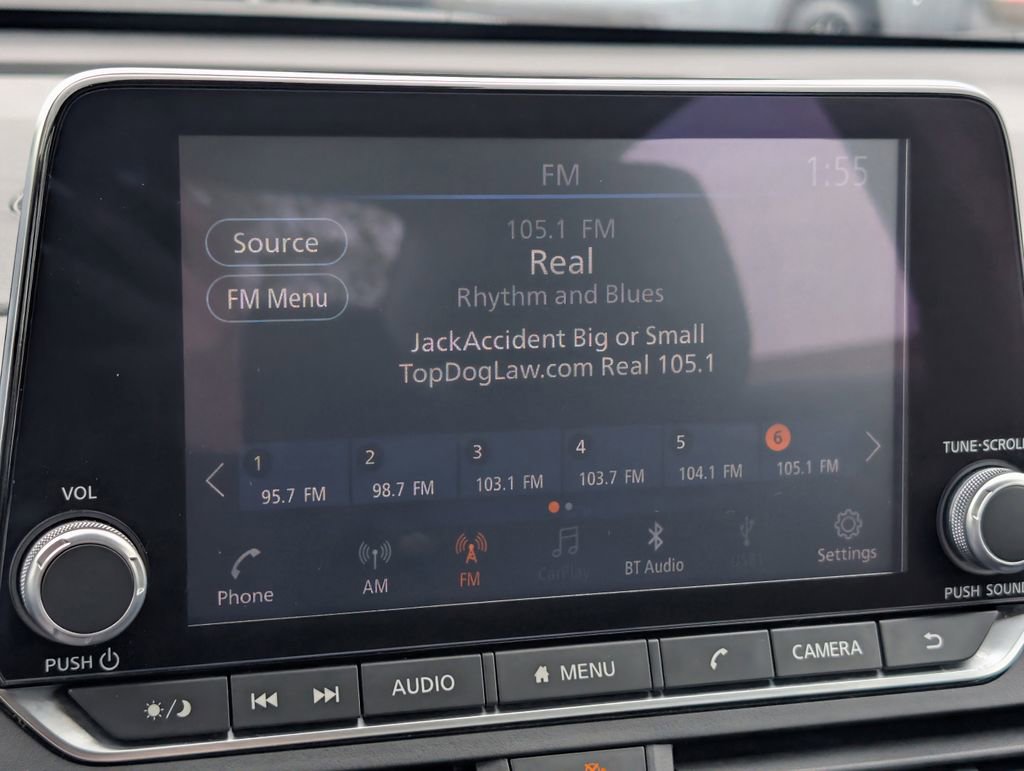 FM
1:55
Source
105.1 FM
Real
FM Menu
Rhythm and Blues
JackAccident Big or Small
TopDogLaw.com Real 105.1
1
95.7 FM
2
98.7 FM
3
103.1 FM
4
103.7 FM
5
104.1 FM
6
105.1 FM
Phone
AM
FM
CarPlay
BT Audio
Settings
VOL
PUSH
TUNE·SCROLL
PUSH SOUND
AUDIO
MENU
CAMERA